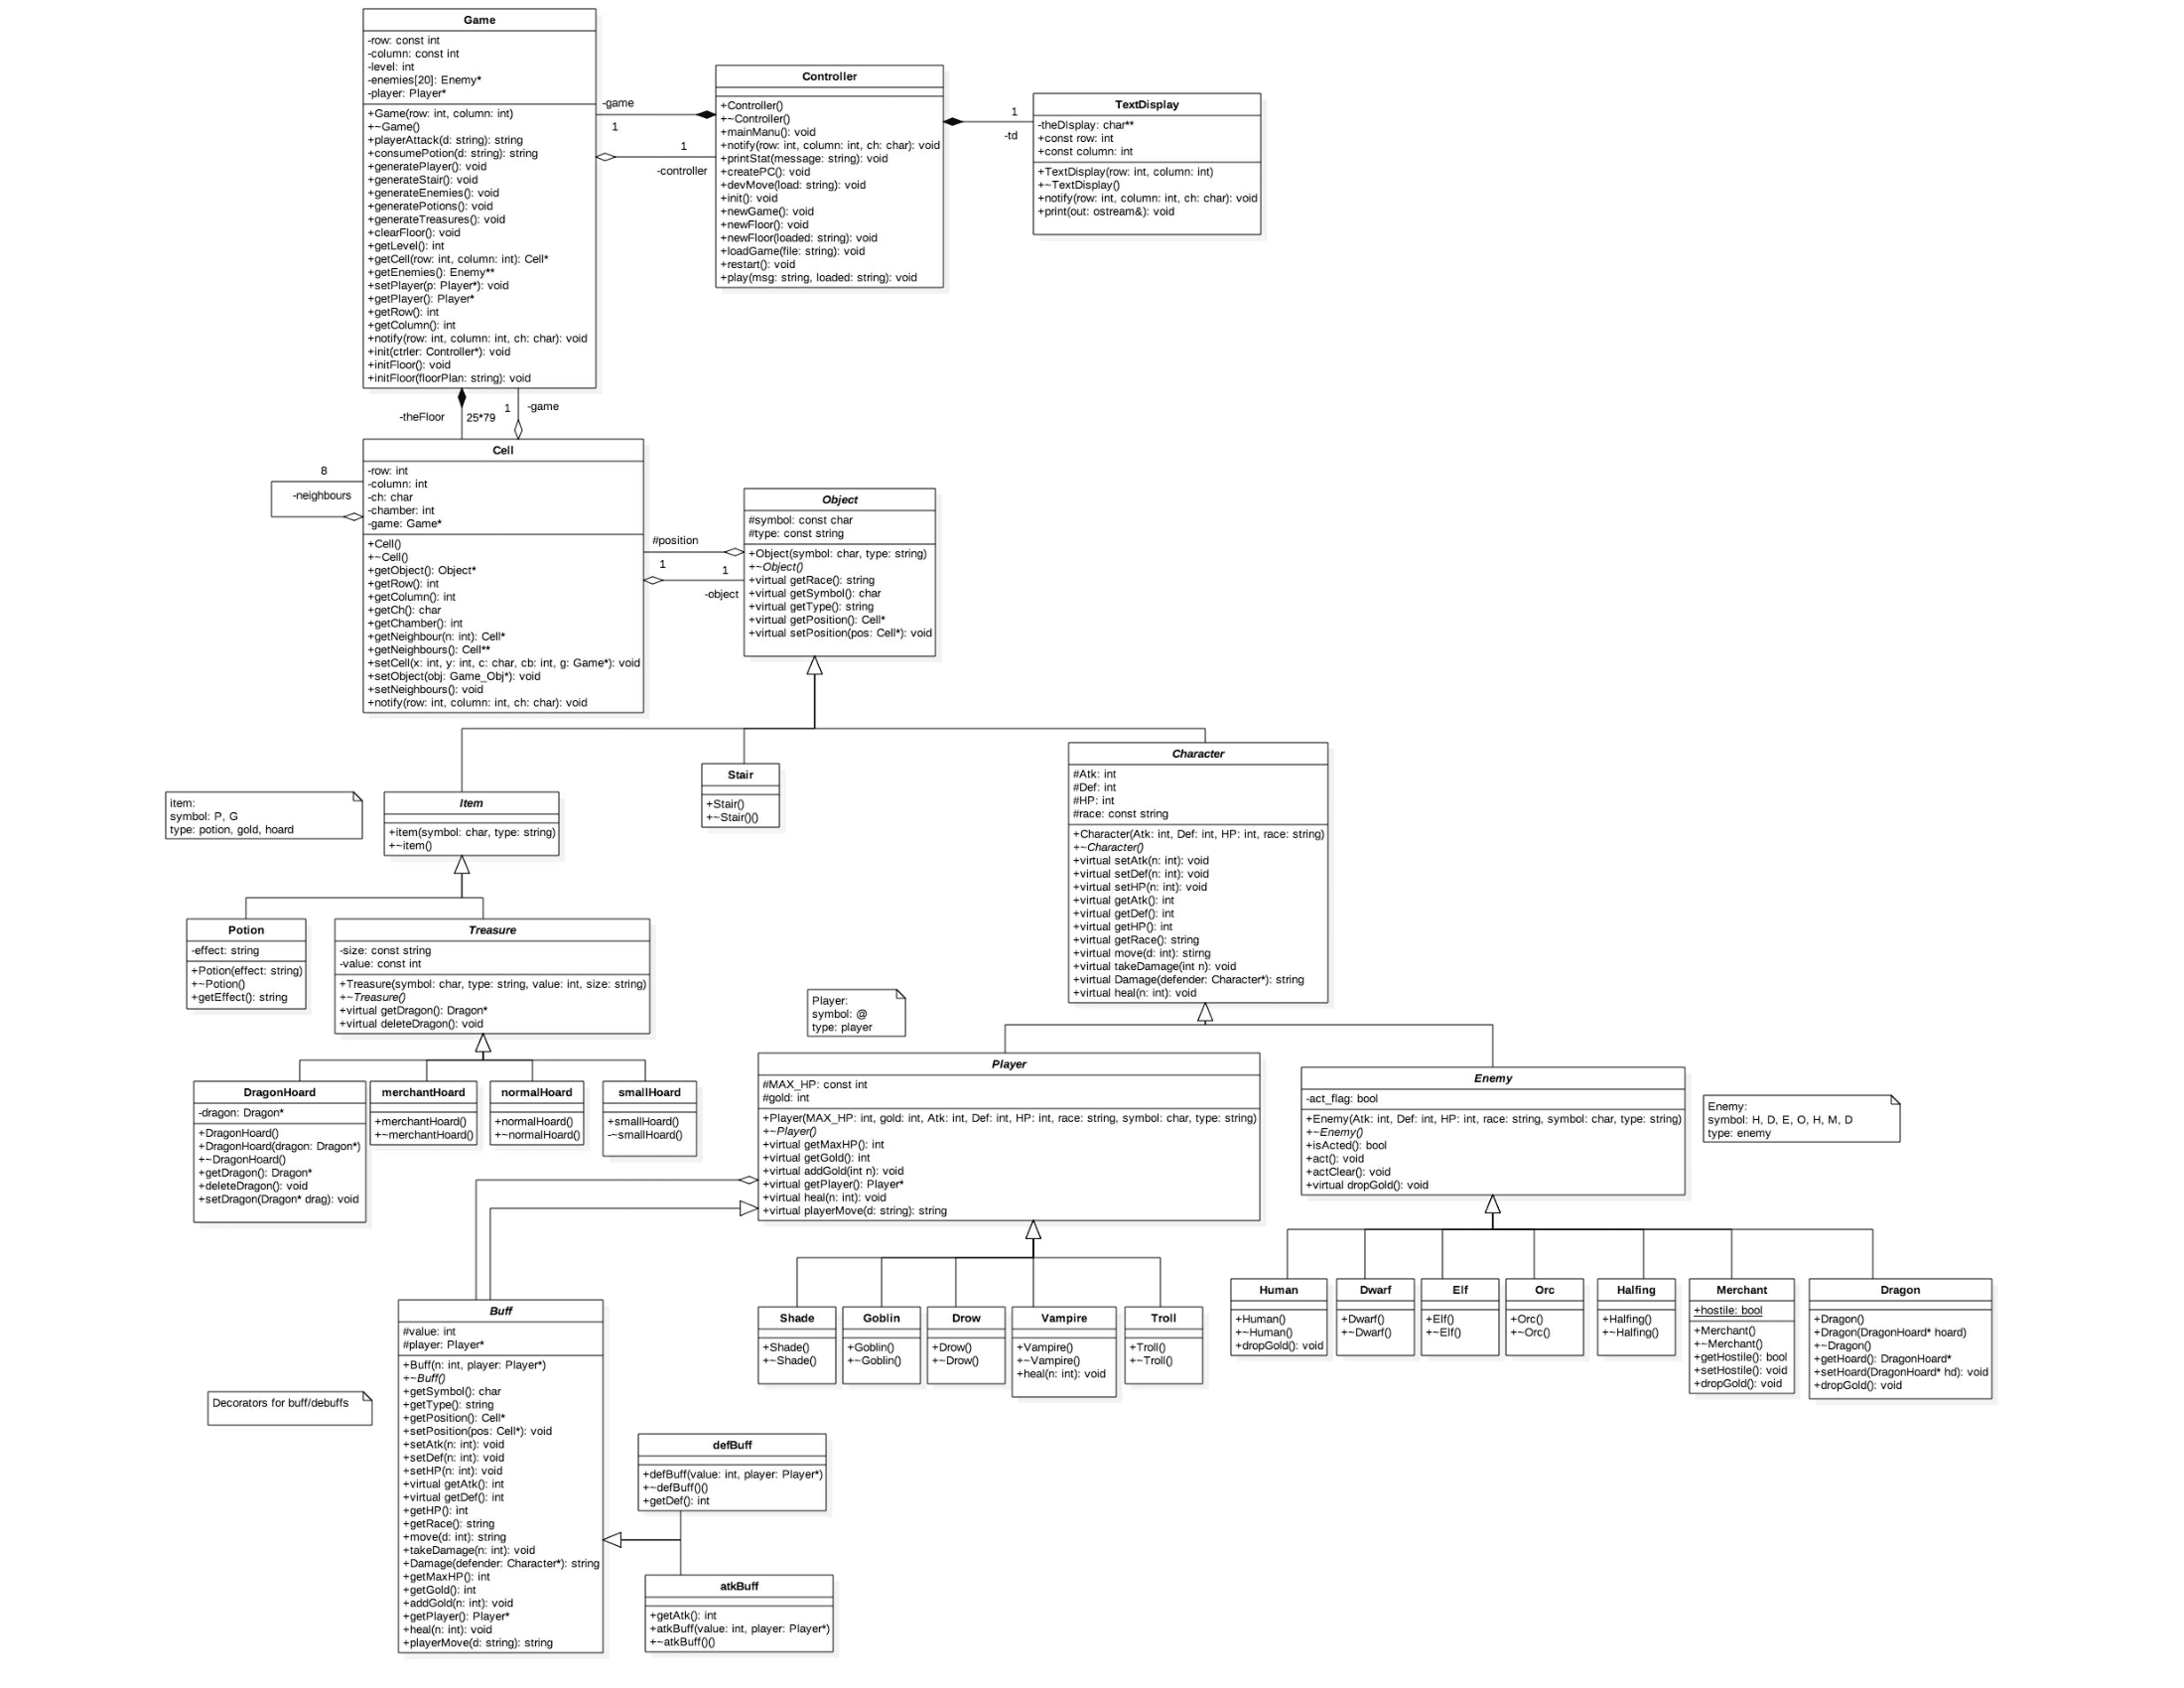 Game
-row: const int
-column: const int
-level: int
-enemies[20]: Enemy*
-player: Player*
+Game(row: int, column: int)
+~Game()
+playerAttack(d: string): string
+consumePotion(d: string): string
+generatePlayer(): void
+generateStair(): void
+generateEnemies(): void
+generatePotions(): void
+generateTreasures(): void
+clearFloor(): void
+getLevel(): int
+getCell(row: int, column: int): Cell*
+getEnemies(): Enemy**
+setPlayer(p: Player*): void
+getPlayer(): Player*
+getRow(): int
+getColumn(): int
+notify(row: int, column: int, ch: char): void
+init(ctrler: Controller*): void
+initFloor(): void
+initFloor(floorPlan: string): void
-game
1
1
-controller
Controller
+Controller()
+~Controller()
+mainManu(): void
+notify(row: int, column: int, ch: char): void
+printStat(message: string): void
+createPC(): void
+devMove(load: string): void
+init(): void
+newGame(): void
+newFloor(): void
+newFloor(loaded: string): void
+loadGame(file: string): void
+restart(): void
+play(msg: string, loaded: string): void
1
-td
TextDisplay
-theDIsplay: char**
+const row: int
+const column: int
+TextDisplay(row: int, column: int)
+~TextDisplay()
+notify(row: int, column: int, ch: char): void
+print(out: ostream&): void
-theFloor
25*79
1
-game
Cell
-row: int
-column: int
-ch: char
-chamber: int
-game: Game*
+Cell()
+~Cell()
+getObject(): Object*
+getRow(): int
+getColumn(): int
+getCh(): char
+getChamber(): int
+getNeighbour(n: int): Cell*
+getNeighbours(): Cell**
+setCell(x: int, y: int, c: char, cb: int, g: Game*): void
+setObject(obj: Game_Obj*): void
+setNeighbours(): void
+notify(row: int, column: int, ch: char): void
8
-neighbours
#position
1
1
-object
Object
#symbol: const char
#type: const string
+Object(symbol: char, type: string)
+~Object()
+virtual getRace(): string
+virtual getSymbol(): char
+virtual getType(): string
+virtual getPosition(): Cell*
+virtual setPosition(pos: Cell*): void
item:
symbol: P, G
type: potion, gold, hoard
Item
+item(symbol: char, type: string)
+~item()
Stair
+Stair()
+~Stair()()
Character
#Atk: int
#Def: int
#HP: int
#race: const string
+Character(Atk: int, Def: int, HP: int, race: string)
+~Character()
+virtual setAtk(n: int): void
+virtual setDef(n: int): void
+virtual setHP(n: int): void
+virtual getAtk(): int
+virtual getDef(): int
+virtual getHP(): int
+virtual getRace(): string
+virtual move(d: int): stirng
+virtual takeDamage(int n): void
+virtual Damage(defender: Character*): string
+virtual heal(n: int): void
Potion
-effect: string
+Potion(effect: string)
+~Potion()
+getEffect(): string
Treasure
-size: const string
-value: const int
+Treasure(symbol: char, type: string, value: int, size: string)
+~Treasure()
+virtual getDragon(): Dragon*
+virtual deleteDragon(): void
DragonHoard
-dragon: Dragon*
+DragonHoard()
+DragonHoard(dragon: Dragon*)
+~DragonHoard()
+getDragon(): Dragon*
+deleteDragon(): void
+setDragon(Dragon* drag): void
merchantHoard
+merchantHoard()
+~merchantHoard()
normalHoard
+normalHoard()
+~normalHoard()
smallHoard
+smallHoard()
-~smallHoard()
Player:
symbol: @
type: player
Player
#MAX_HP: const int
#gold: int
+Player(MAX_HP: int, gold: int, Atk: int, Def: int, HP: int, race: string, symbol: char, type: string)
+~Player()
+virtual getMaxHP(): int
+virtual getGold(): int
+virtual addGold(int n): void
+virtual getPlayer(): Player*
+virtual heal(n: int): void
+virtual playerMove(d: string): string
Enemy
-act_flag: bool
+Enemy(Atk: int, Def: int, HP: int, race: string, symbol: char, type: string)
+~Enemy()
+isActed(): bool
+act(): void
+actClear(): void
+virtual dropGold(): void
Enemy:
symbol: H, D, E, O, H, M, D
type: enemy
Shade
+Shade()
+~Shade()
Goblin
+Goblin()
+~Goblin()
Drow
+Drow()
+~Drow()
Vampire
+Vampire()
+~Vampire()
+heal(n: int): void
Troll
+Troll()
+~Troll()
Human
+Human()
+~Human()
+dropGold(): void
Dwarf
+Dwarf()
+~Dwarf()
Elf
+Elf()
+~Elf()
Orc
+Orc()
+~Orc()
Halfing
+Halfing()
+~Halfing()
Merchant
+hostile: bool
+Merchant()
+~Merchant()
+getHostile(): bool
+setHostile(): void
+dropGold(): void
Dragon
+Dragon()
+Dragon(DragonHoard* hoard)
+~Dragon()
+getHoard(): DragonHoard*
+setHoard(DragonHoard* hd): void
+dropGold(): void
Decorators for buff/debuffs
Buff
#value: int
#player: Player*
+Buff(n: int, player: Player*)
+~Buff()
+getSymbol(): char
+getType(): string
+getPosition(): Cell*
+setPosition(pos: Cell*): void
+setAtk(n: int): void
+setDef(n: int): void
+setHP(n: int): void
+virtual getAtk(): int
+virtual getDef(): int
+getHP(): int
+getRace(): string
+move(d: int): string
+takeDamage(n: int): void
+Damage(defender: Character*): string
+getMaxHP(): int
+getGold(): int
+addGold(n: int): void
+getPlayer(): Player*
+heal(n: int): void
+playerMove(d: string): string
defBuff
+defBuff(value: int, player: Player*)
+~defBuff()()
+getDef(): int
atkBuff
+getAtk(): int
+atkBuff(value: int, player: Player*)
+~atkBuff()()